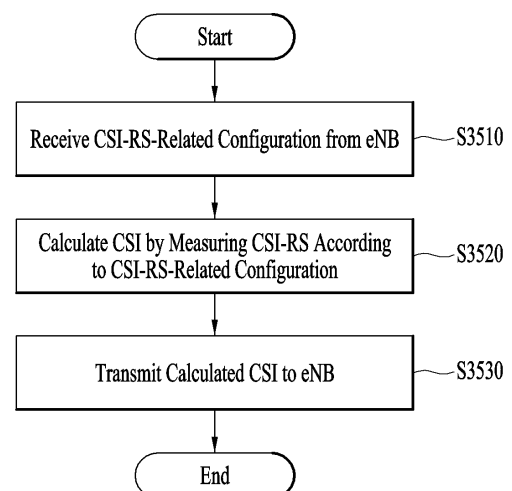 Start
Receive CSI-RS-Related Configuration from eNB
S3510
Calculate CSI by Measuring CSI-RS According
to CSI-RS-Related Configuration
S3520
Transmit Calculated CSI to eNB
S3530
End